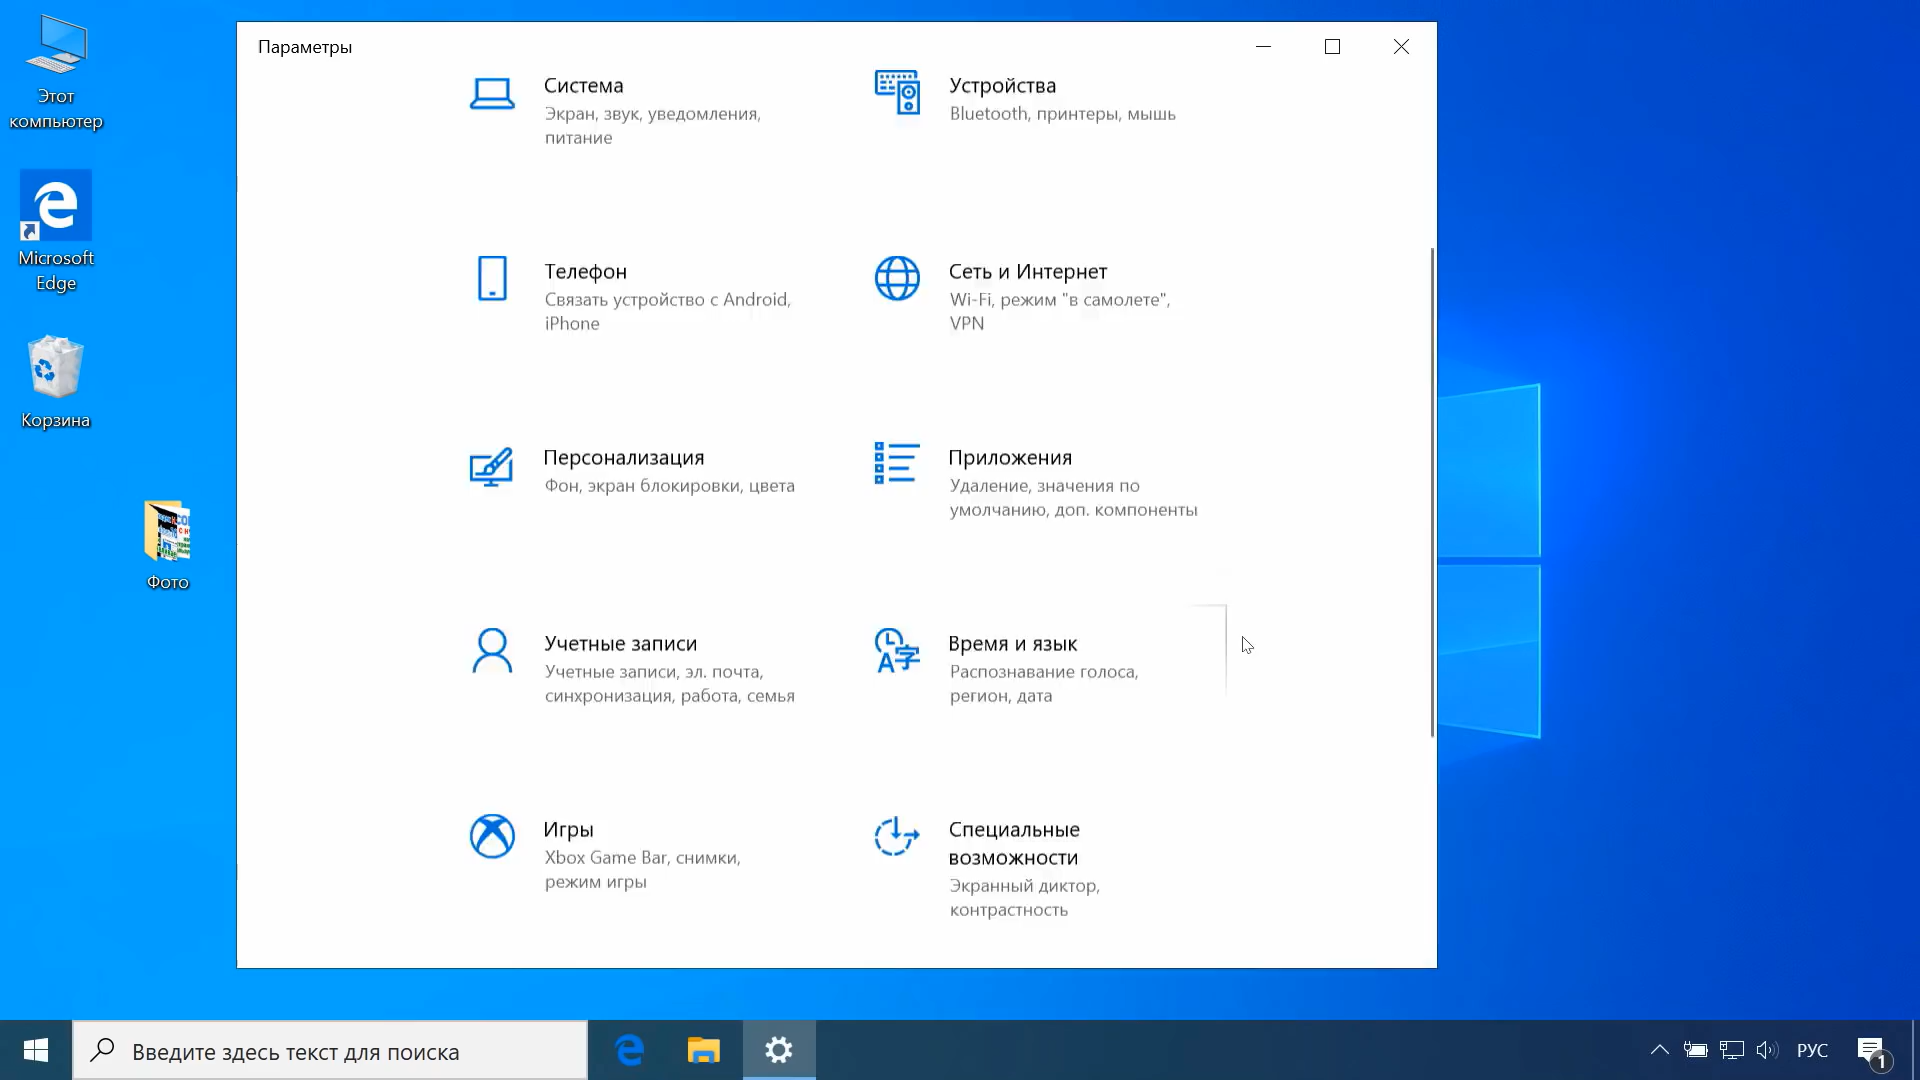 Этот
компьютер
Microsoft
Edge
Корзина
Фото
Параметры
Система
Экран, звук, уведомления,
питание
Устройства
Bluetooth, принтеры, мышь
Телефон
Связать устройство с Android,
iPhone
Сеть и Интернет
Wi-Fi, режим "в самолете",
VPN
Персонализация
Фон, экран блокировки, цвета
Приложения
Удаление, значения по
умолчанию, доп. компоненты
Учетные записи
Учетные записи, эл. почта,
синхронизация, работа, семья
Время и язык
Распознавание голоса,
регион, дата
Игры
Xbox Game Bar, снимки,
режим игры
Специальные
возможности
Экранный диктор,
контрастность
Введите здесь текст для поиска
РУС
1